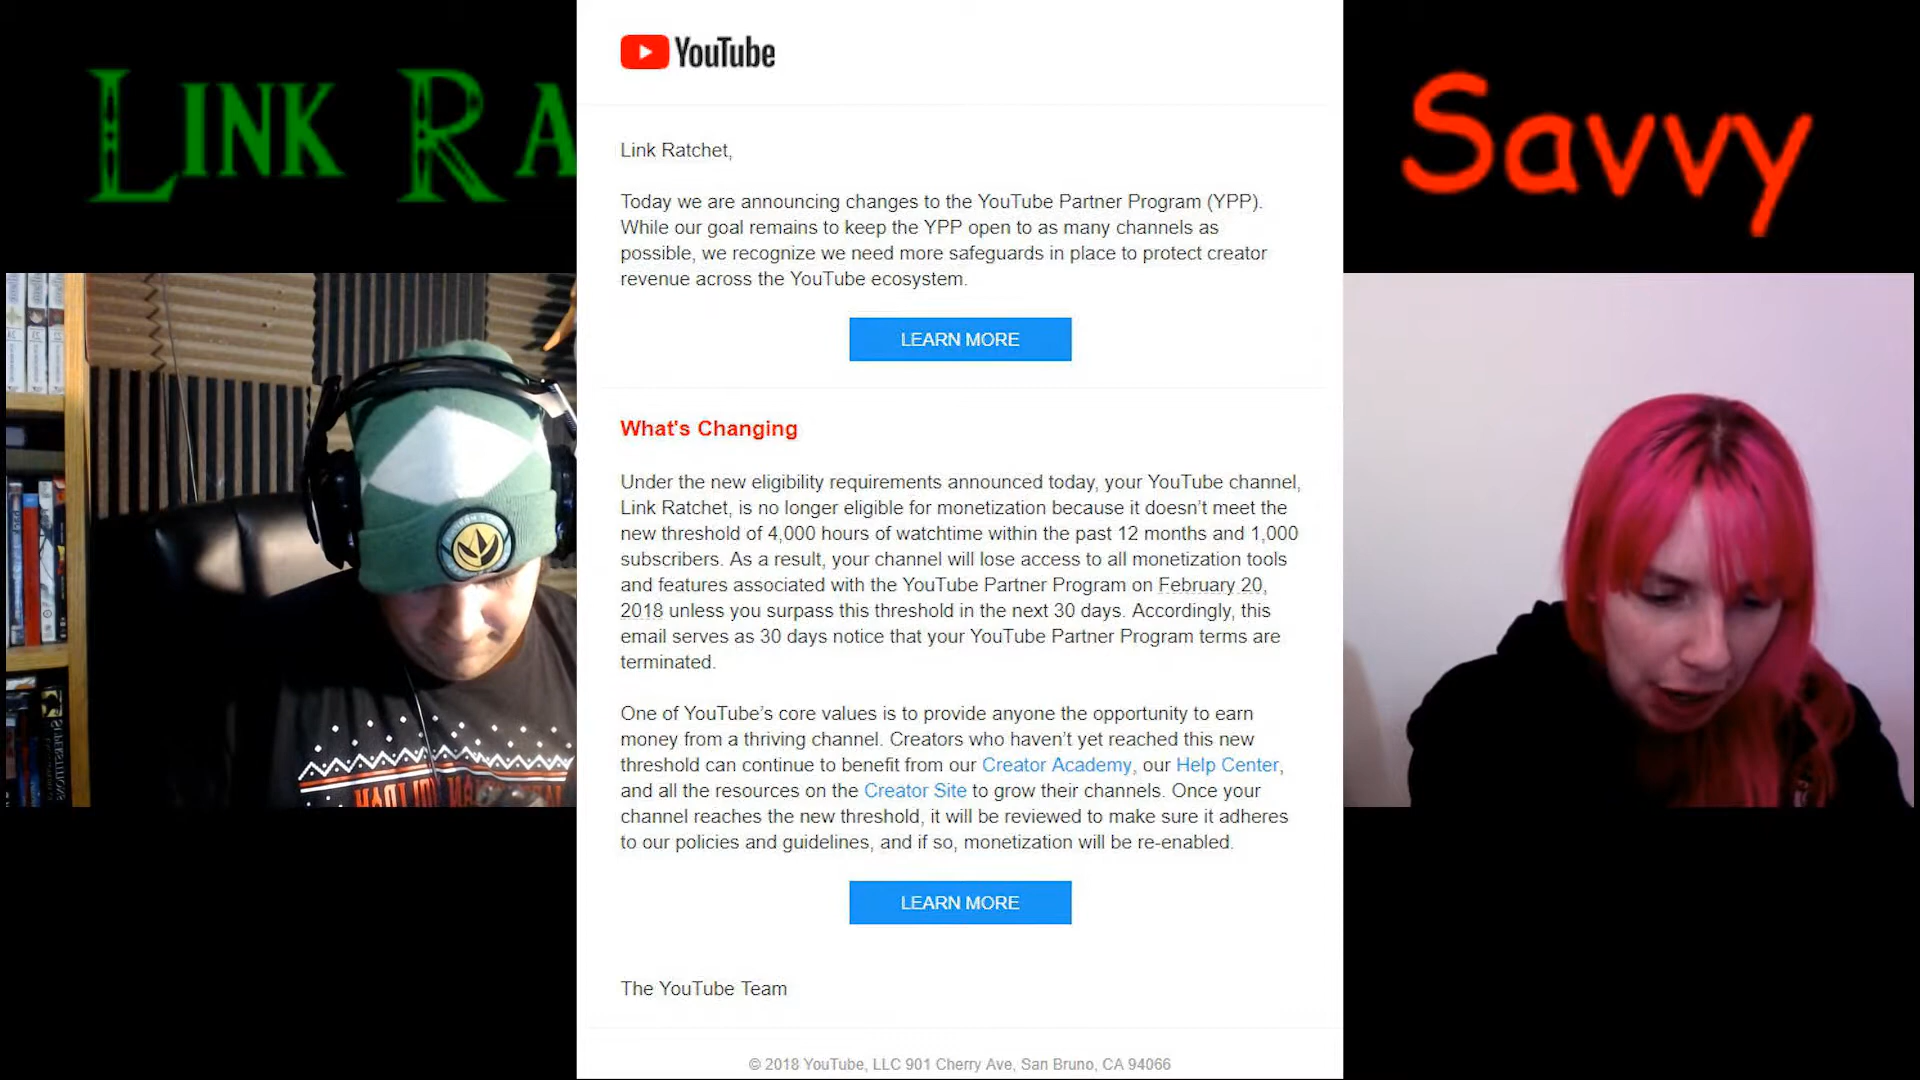 LINK RA
YouTube
Savvy
Link Ratchet,
Today we are announcing changes to the YouTube Partner Program (YPP).
While our goal remains to keep the YPP open to as many channels as
possible, we recognize we need more safeguards in place to protect creator
revenue across the YouTube ecosystem.
LEARN MORE
What's Changing
Under the new eligibility requirements announced today, your YouTube channel,
Link Ratchet, is no longer eligible for monetization because it doesn’t meet the
new threshold of 4,000 hours of watchtime within the past 12 months and 1,000
subscribers. As a result, your channel will lose access to all monetization tools
and features associated with the YouTube Partner Program on February 20,
2018 unless you surpass this threshold in the next 30 days. Accordingly, this
email serves as 30 days notice that your YouTube Partner Program terms are
terminated.
One of YouTube’s core values is to provide anyone the opportunity to earn
money from a thriving channel. Creators who haven’t yet reached this new
threshold can continue to benefit from our Creator Academy, our Help Center,
and all the resources on the Creator Site to grow their channels. Once your
channel reaches the new threshold, it will be reviewed to make sure it adheres
to our policies and guidelines, and if so, monetization will be re-enabled.
LEARN MORE
The YouTube Team
© 2018 YouTube, LLC 901 Cherry Ave, San Bruno, CA 94066